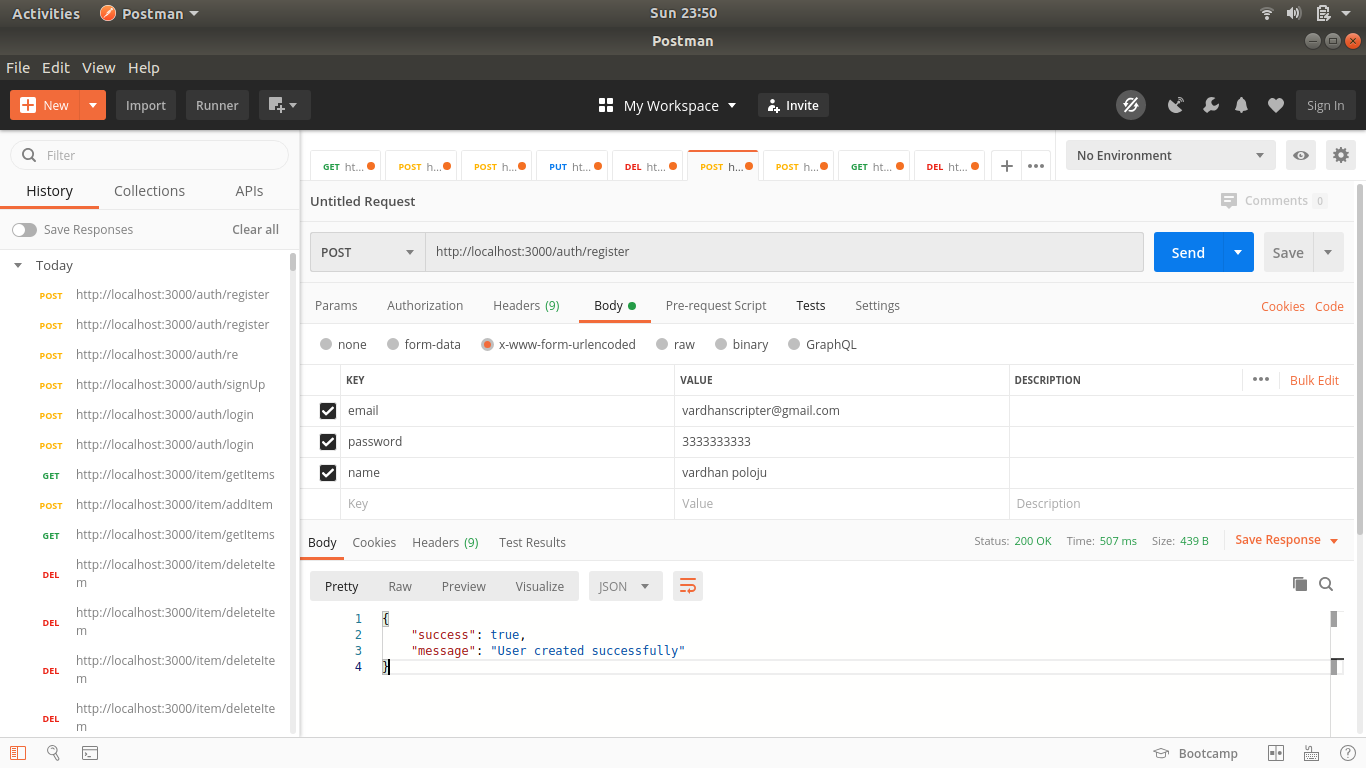 Activities Postman Sun 23:50
Postman
File Edit View Help
New Import Runner My Workspace Invite Sign In
Filter
History Collections APIs
Save Responses Clear all
Today
POST http://localhost:3000/auth/register
POST http://localhost:3000/auth/register
POST http://localhost:3000/auth/re
POST http://localhost:3000/auth/signUp
POST http://localhost:3000/auth/login
POST http://localhost:3000/auth/login
GET http://localhost:3000/item/getItems
POST http://localhost:3000/item/addItem
GET http://localhost:3000/item/getItems
DEL http://localhost:3000/item/deleteIte
m
DEL http://localhost:3000/item/deleteIte
m
DEL http://localhost:3000/item/deleteIte
m
DEL http://localhost:3000/item/deleteIte
m
GET ht... POST h... POST h... PUT ht... DEL ht... POST h... POST h... GET ht... DEL ht... + ••• No Environment
Untitled Request Comments 0
POST http://localhost:3000/auth/register Send Save
Params Authorization Headers (9) Body Pre-request Script Tests Settings Cookies Code
none form-data x-www-form-urlencoded raw binary GraphQL
KEY VALUE DESCRIPTION ••• Bulk Edit
email vardhanscripter@gmail.com
password 3333333333
name vardhan poloju
Key Value Description
Body Cookies Headers (9) Test Results Status: 200 OK Time: 507 ms Size: 439 B Save Response
Pretty Raw Preview Visualize JSON
1 {
2 "success": true,
3 "message": "User created successfully"
4 }
Bootcamp ?